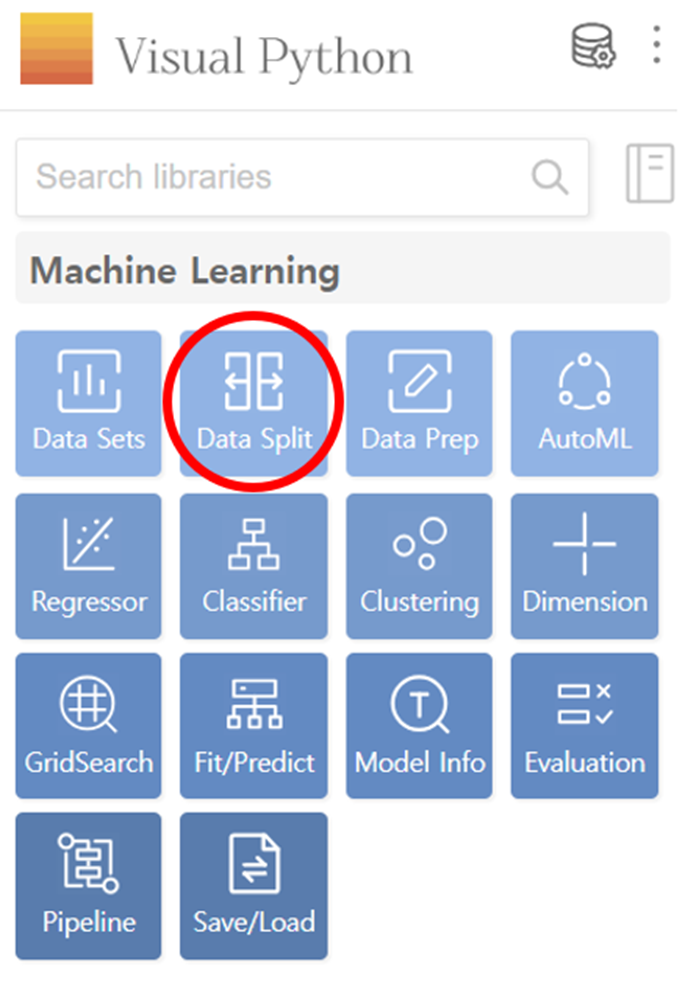 Visual Python
Search libraries
Machine Learning
Data Sets
Data Split
Data Prep
AutoML
Regressor
Classifier
Clustering
Dimension
GridSearch
Fit/Predict
Model Info
Evaluation
Pipeline
Save/Load